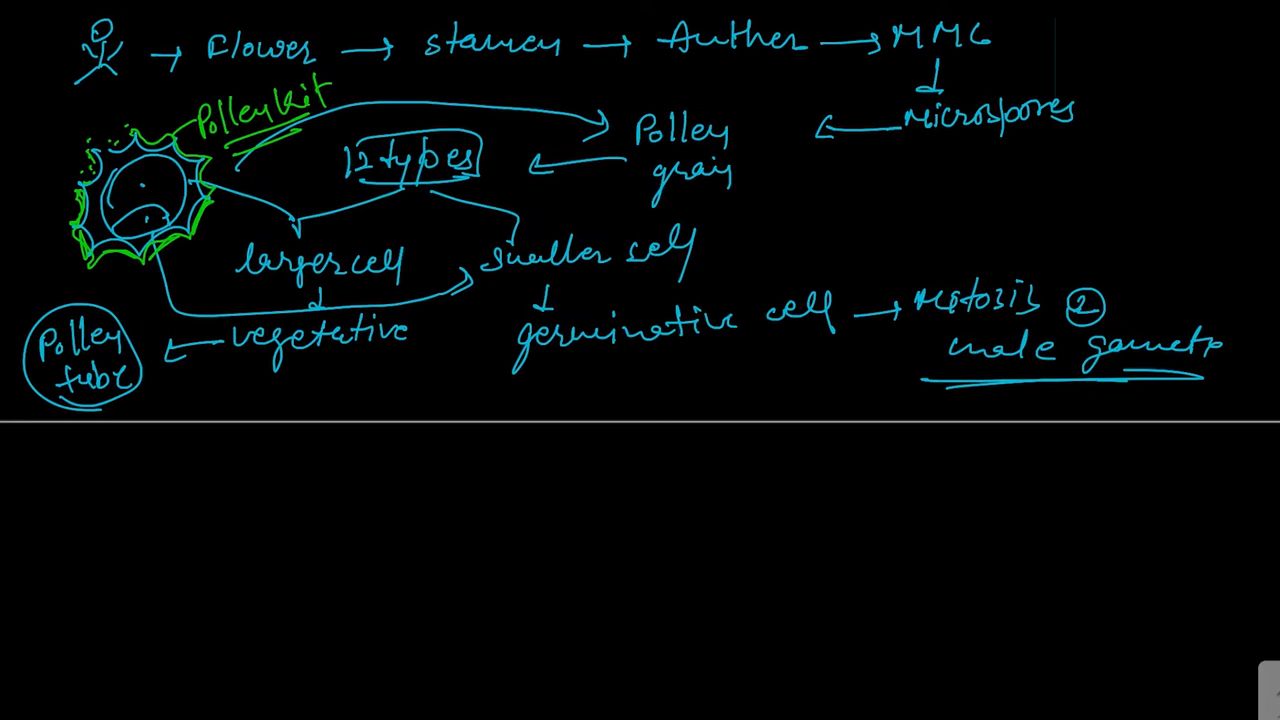 → Flower → stamen → Anther → MMC
Pollenkit
Microspores
Pollen
grain
2 types
larger cell
smaller cell
vegetative
germinative cell → Mitosis ②
male gamete
Pollen
tube